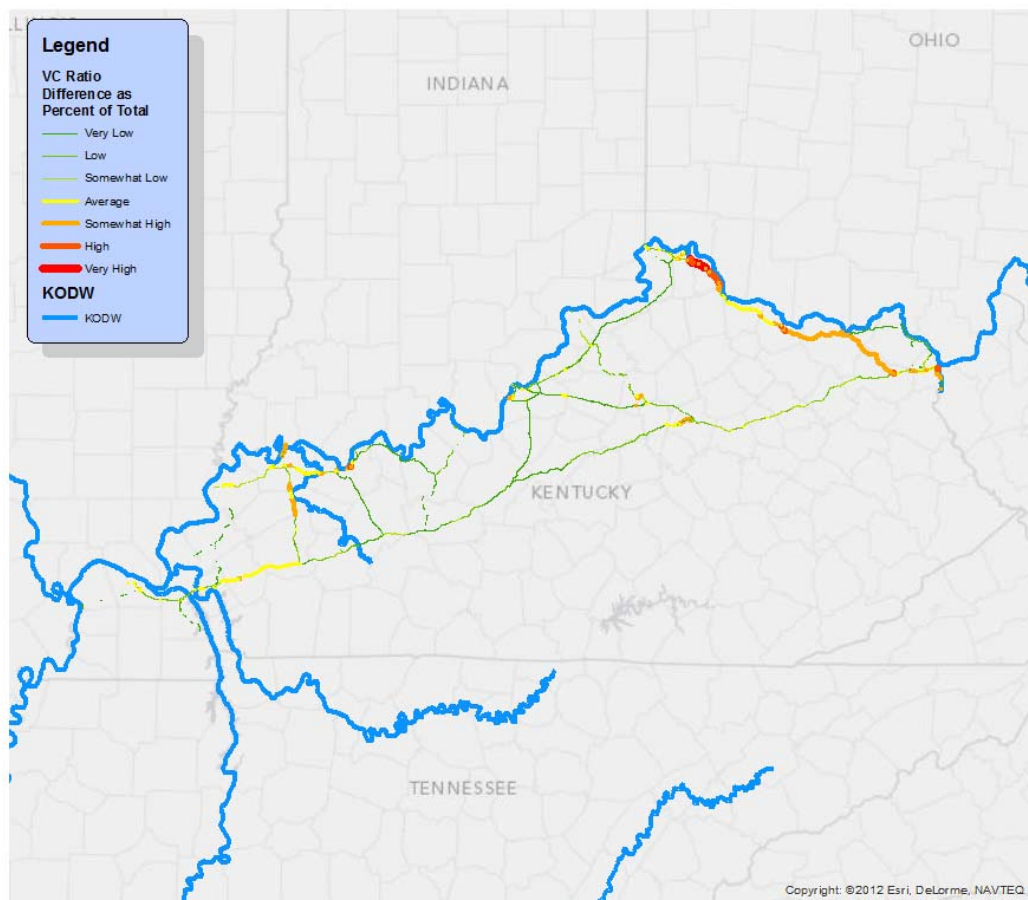 Legend
VC Ratio
Difference as
Percent of Total
Very Low
Low
Somewhat Low
Average
Somewhat High
High
Very High
KODW
KODW
OHIO
INDIANA
KENTUCKY
TENNESSEE
Copyright: ©2012 Esri, DeLorme, NAVTEQ